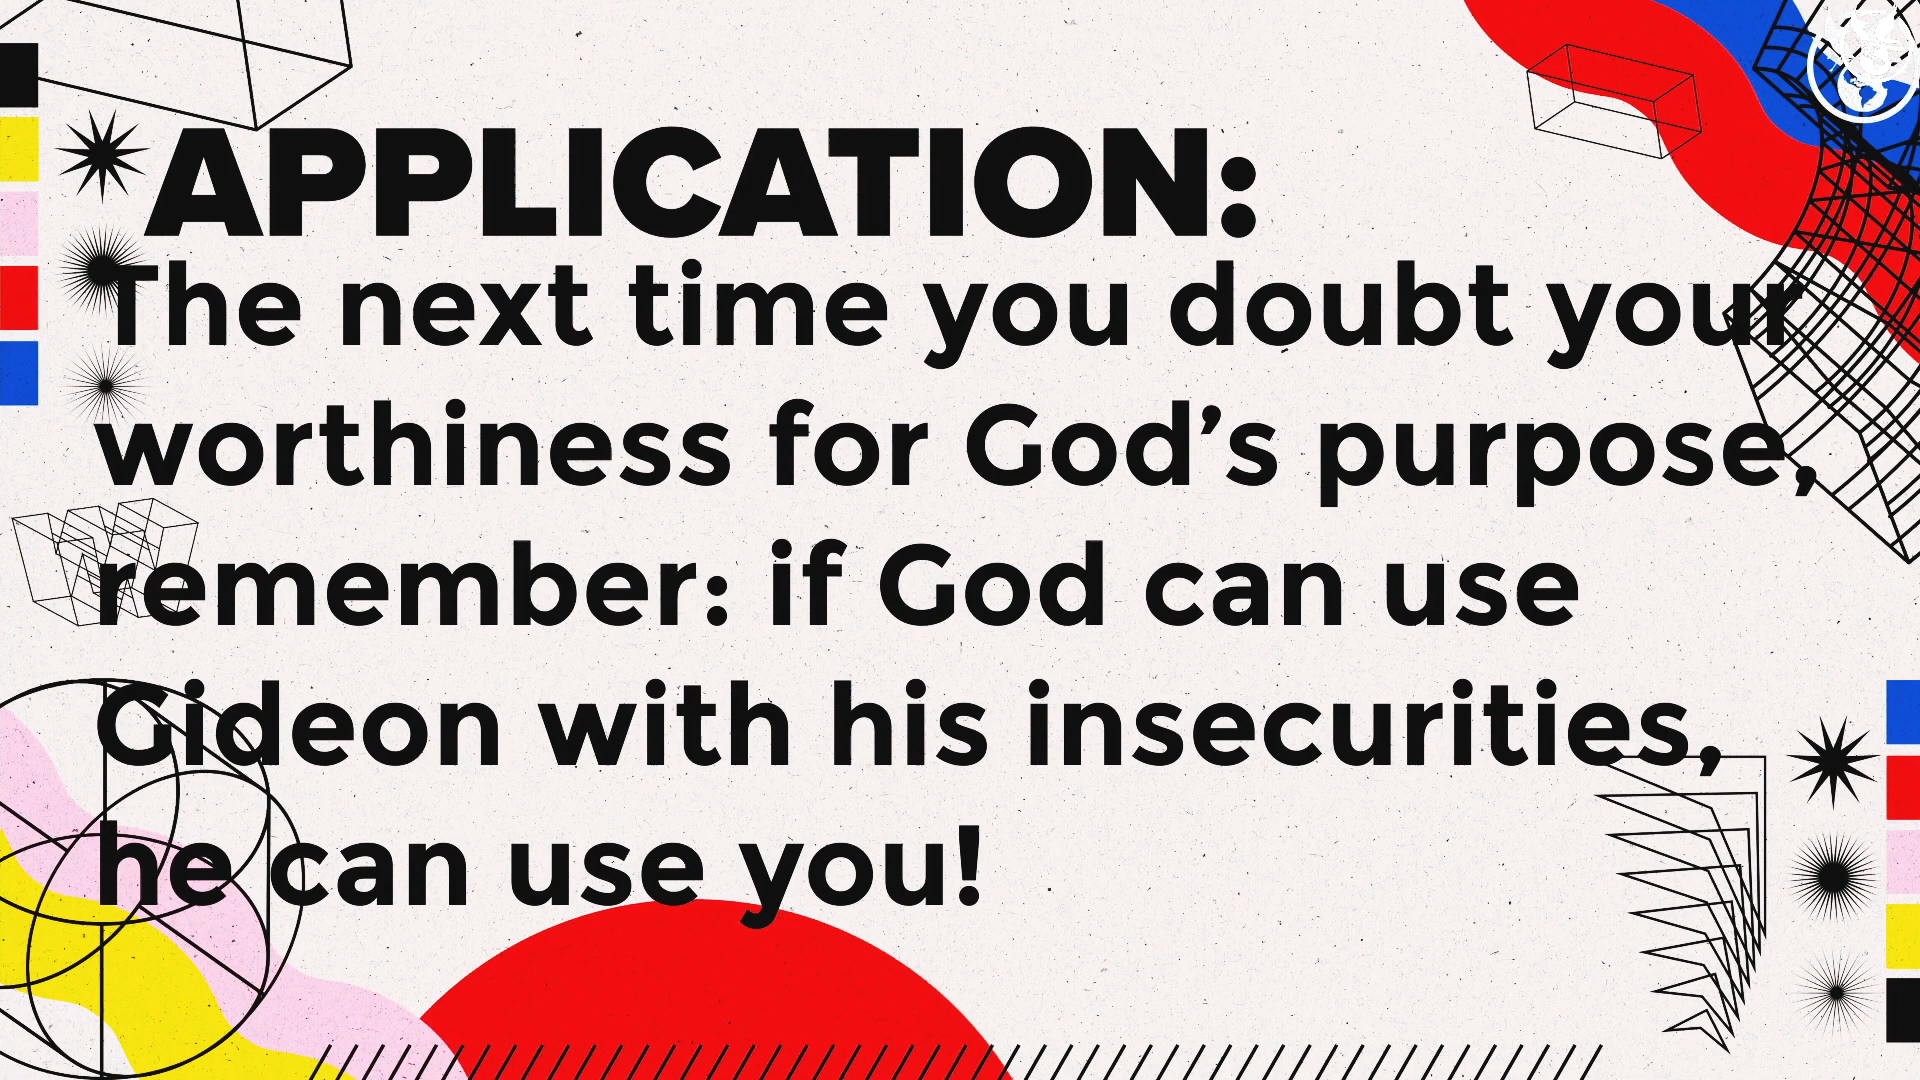 APPLICATION:
The next time you doubt your
worthiness for God’s purpose,
remember: if God can use
Gideon with his insecurities,
he can use you!